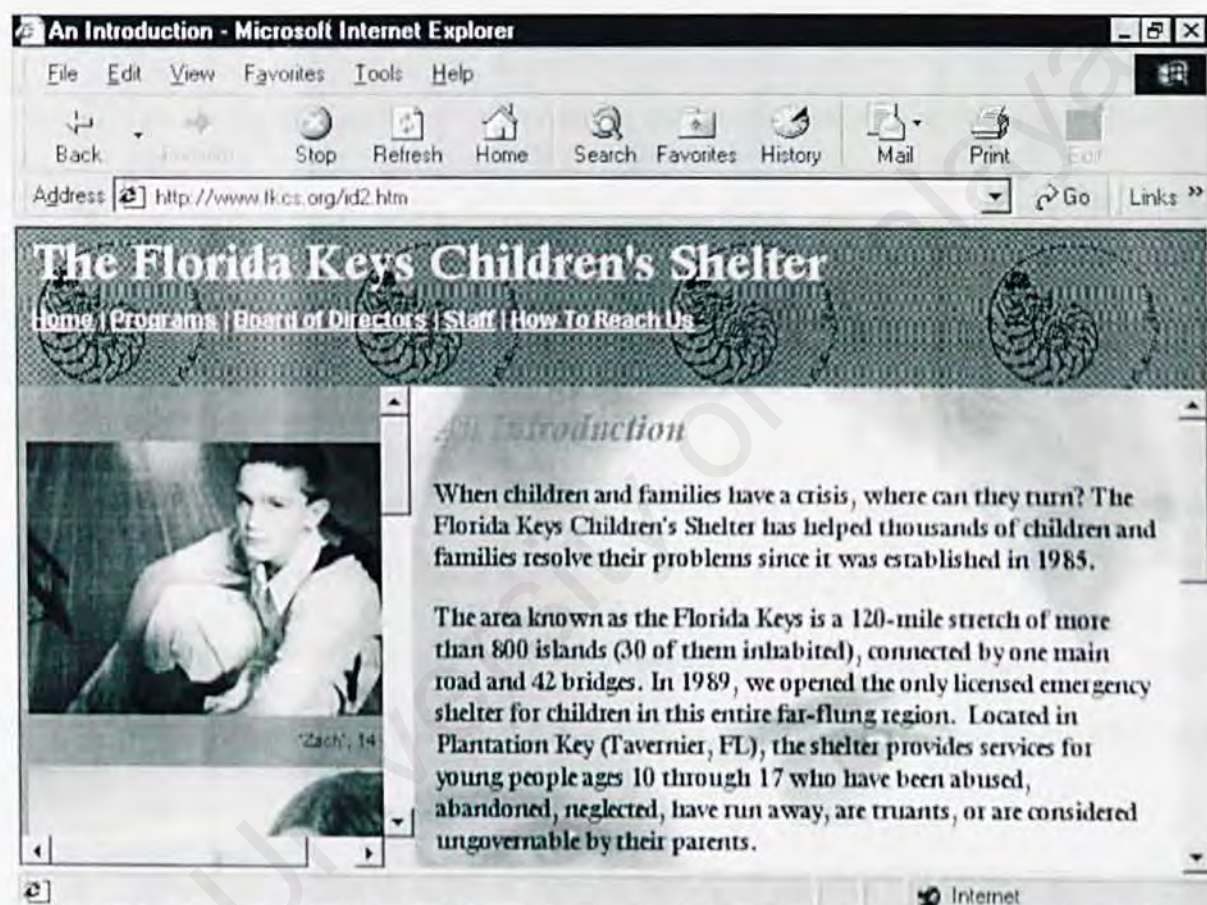 An Introduction - Microsoft Internet Explorer
File Edit View Favorites Tools Help
Back Forward Stop Refresh Home Search Favorites History Mail Print Edit
Address http://www.fkcs.org/id2.htm Go Links »
The Florida Keys Children's Shelter
Home | Programs | Board of Directors | Staff | How To Reach Us
An Introduction
When children and families have a crisis, where can they turn? The
Florida Keys Children's Shelter has helped thousands of children and
families resolve their problems since it was established in 1985.
The area known as the Florida Keys is a 120-mile stretch of more
than 800 islands (30 of them inhabited), connected by one main
road and 42 bridges. In 1989, we opened the only licensed emergency
shelter for children in this entire far-flung region. Located in
Plantation Key (Tavernier, FL), the shelter provides services for
young people ages 10 through 17 who have been abused,
abandoned, neglected, have run away, are truants, or are considered
ungovernable by their parents.
"Zach", 14
Internet